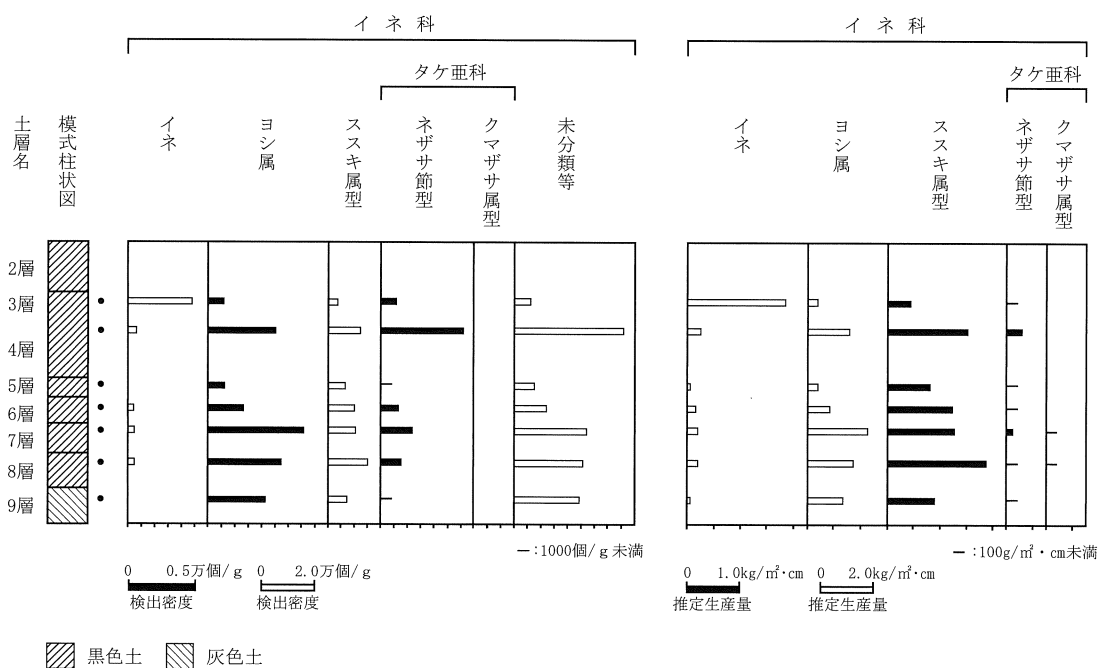 イネ科
タケ亜科
土層名
模式柱状図
イネ
ヨシ属
ススキ属型
ネザサ節型
クマザサ属型
未分類等
2層
3層
4層
5層
6層
7層
8層
9層
－:1000個/g 未満
0 0.5万個/g
検出密度
0 2.0万個/g
検出密度
イネ科
タケ亜科
イネ
ヨシ属
ススキ属型
ネザサ節型
クマザサ属型
－:100g/㎡・cm未満
0 1.0kg/㎡・cm
推定生産量
0 2.0kg/㎡・cm
推定生産量
黒色土
灰色土